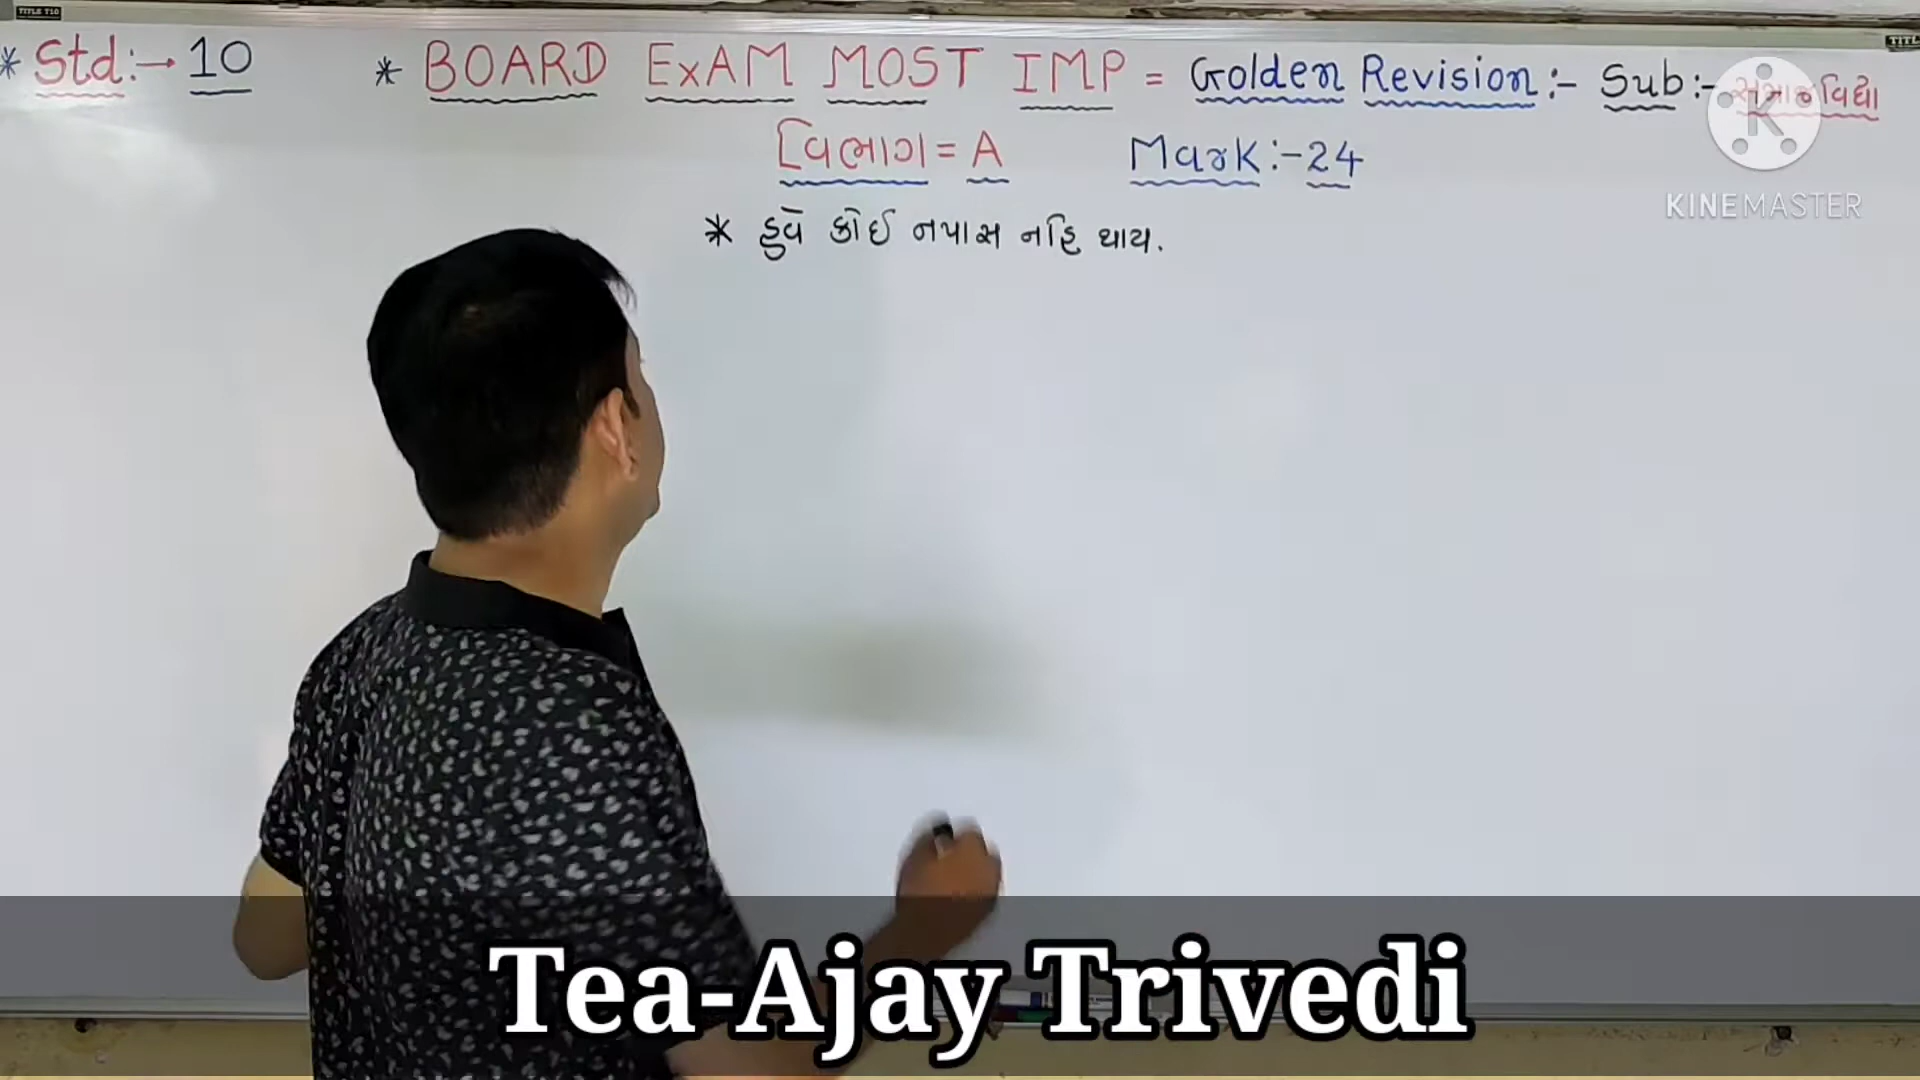 TITLE T10
* Std:→ 10 * BOARD EXAM MOST IMP = Golden Revision:- Sub:- સામાજવિદ્યા
વિભાગ = A Mark:-24
* હવે કોઈ નપાસ નહિ થાય.
K
KINEMASTER
Tea-Ajay Trivedi